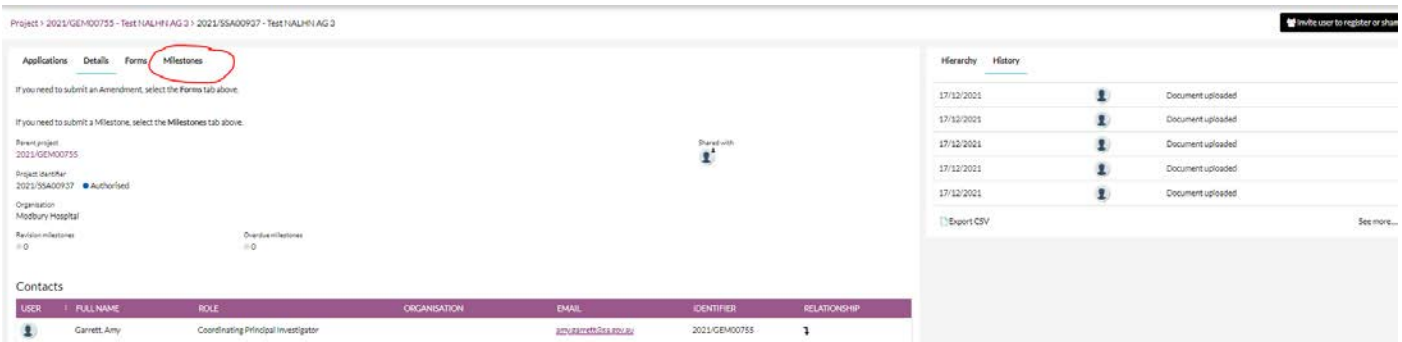 Project > 2021/GEM00755 - Test NALHN AG 3 > 2021/SSA00937 - Test NALHN AG 3
Invite user to register or shar
Applications Details Forms Milestones
If you need to submit an Amendment, select the Forms tab above.
If you need to submit a Milestone, select the Milestones tab above.
Parent project
2021/GEM00755
Shared with
Project identifier
2021/SSA00937 Authorised
Organisation
Modbury Hospital
Revision milestones Overdue milestones
0 0
Contacts
USER FULL NAME ROLE ORGANISATION EMAIL IDENTIFIER RELATIONSHIP
Garrett, Amy Coordinating Principal Investigator amy.garrett@sa.gov.au 2021/GEM00755
Hierarchy History
17/12/2021 Document uploaded
17/12/2021 Document uploaded
17/12/2021 Document uploaded
17/12/2021 Document uploaded
17/12/2021 Document uploaded
Export CSV See more...